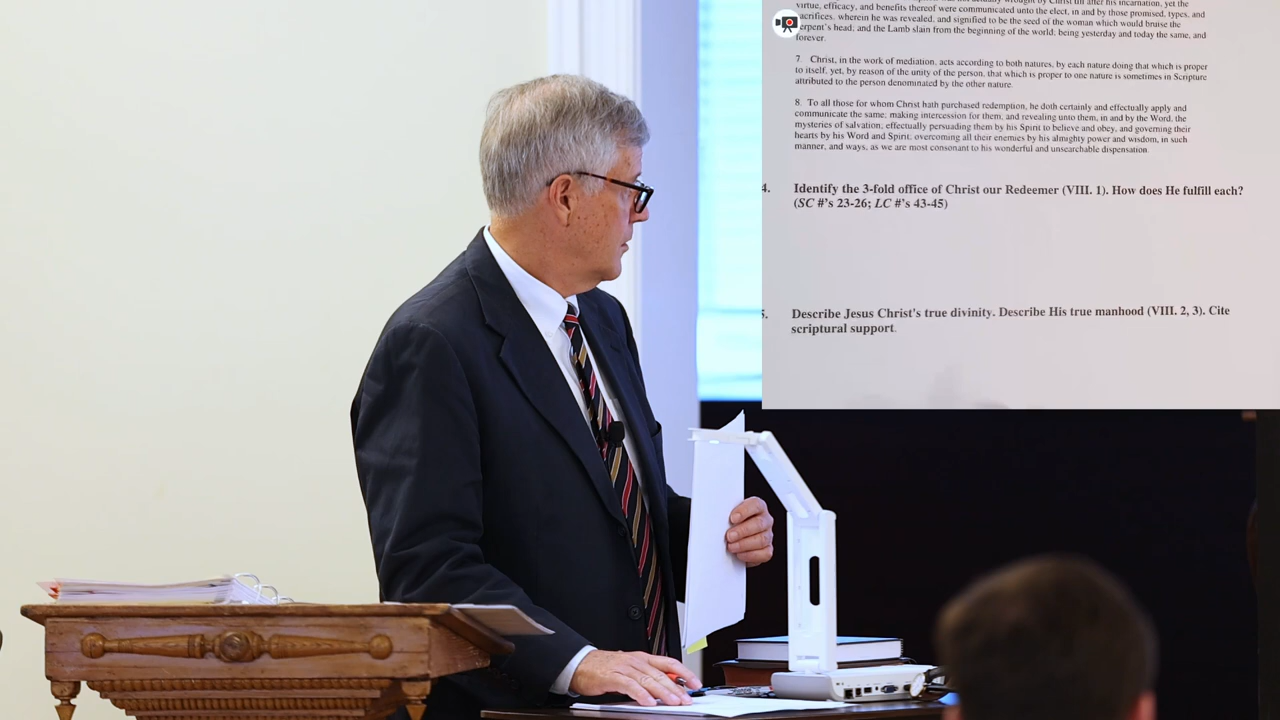 virtue, efficacy, and benefits thereof were communicated unto the elect, in and by those promised, types, and
sacrifices, wherein he was revealed, and signified to be the seed of the woman which would bruise the
serpent's head; and the Lamb slain from the beginning of the world; being yesterday and today the same, and
forever.
7. Christ, in the work of mediation, acts according to both natures, by each nature doing that which is proper
to itself, yet, by reason of the unity of the person, that which is proper to one nature is sometimes in Scripture
attributed to the person denominated by the other nature.
8. To all those for whom Christ hath purchased redemption, he doth certainly and effectually apply and
communicate the same; making intercession for them, and revealing unto them, in and by the Word, the
mysteries of salvation; effectually persuading them by his Spirit to believe and obey, and governing their
hearts by his Word and Spirit; overcoming all their enemies by his almighty power and wisdom, in such
manner, and ways, as we are most consonant to his wonderful and unsearchable dispensation.
4. Identify the 3-fold office of Christ our Redeemer (VIII. 1). How does He fulfill each?
(SC #'s 23-26; LC #'s 43-45)
5. Describe Jesus Christ's true divinity. Describe His true manhood (VIII. 2, 3). Cite
scriptural support.